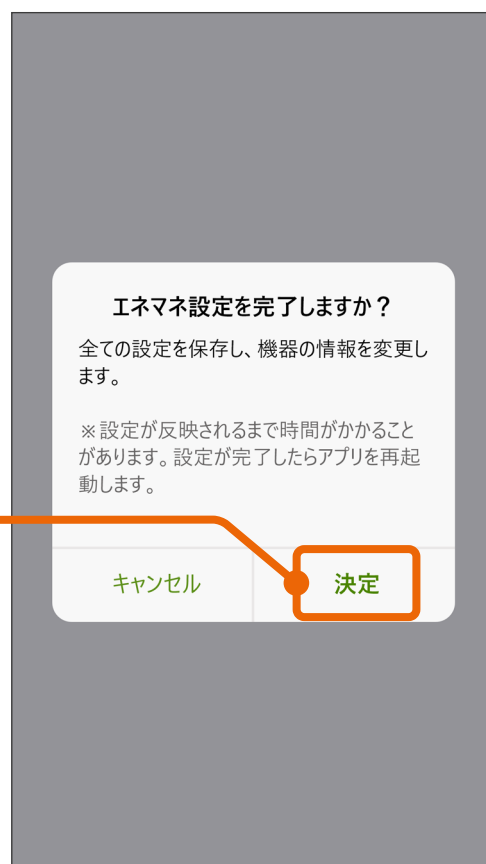 エネマネ設定を完了しますか？
全ての設定を保存し、機器の情報を変更し
ます。
※設定が反映されるまで時間がかかること
があります。設定が完了したらアプリを再起
動します。
キャンセル
決定